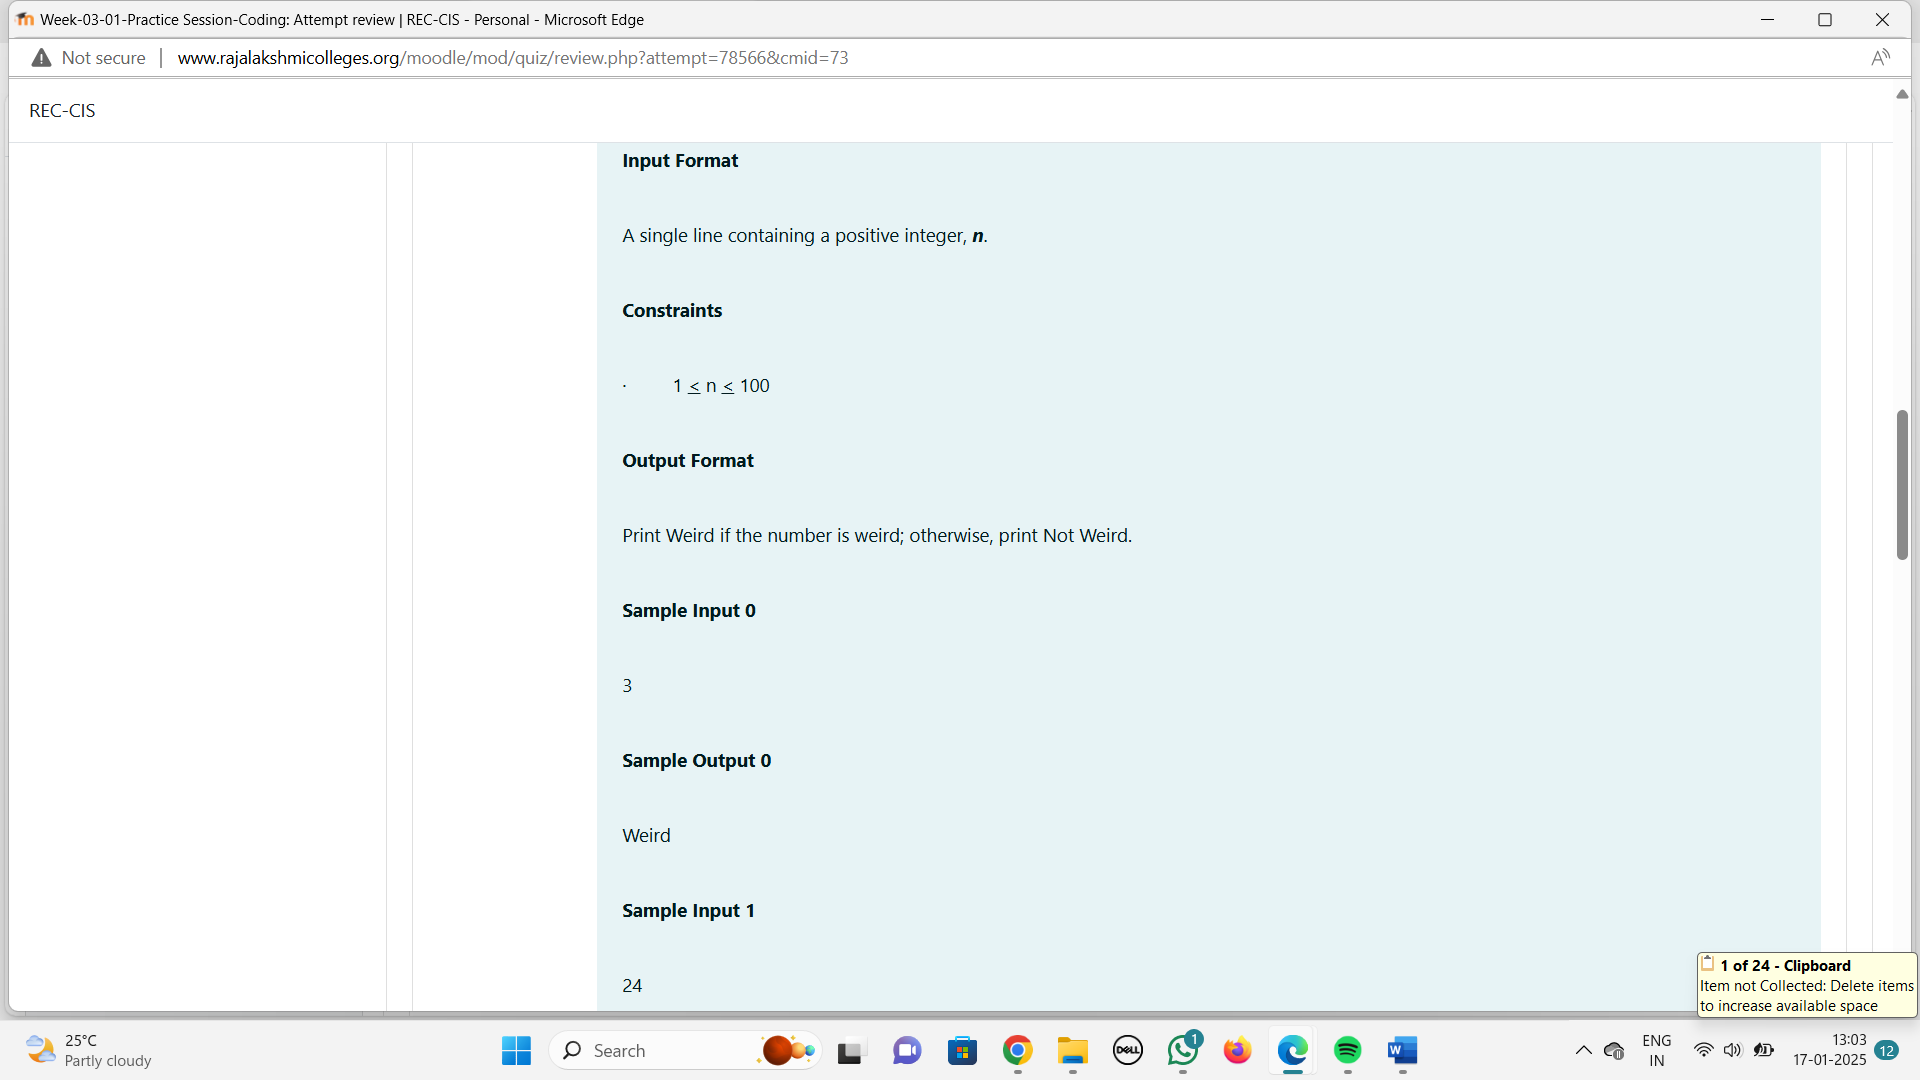 Week-03-01-Practice Session-Coding: Attempt review | REC-CIS - Personal - Microsoft Edge
Not secure | www.rajalakshmicolleges.org/moodle/mod/quiz/review.php?attempt=78566&cmid=73
REC-CIS
Input Format
A single line containing a positive integer, n.
Constraints
· 1 < n < 100
Output Format
Print Weird if the number is weird; otherwise, print Not Weird.
Sample Input 0
3
Sample Output 0
Weird
Sample Input 1
24
1 of 24 - Clipboard
Item not Collected: Delete items
to increase available space
25°C
Partly cloudy
Search
DELL
1
W
ENG
IN
13:03
17-01-2025
12